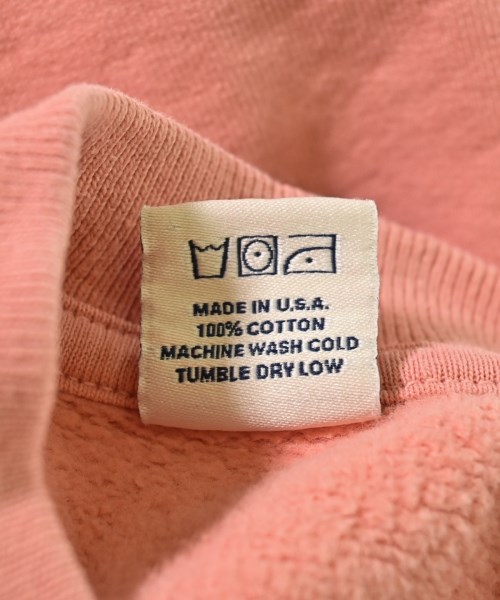 MADE IN U.S.A.
100% COTTON
MACHINE WASH COLD
TUMBLE DRY LOW